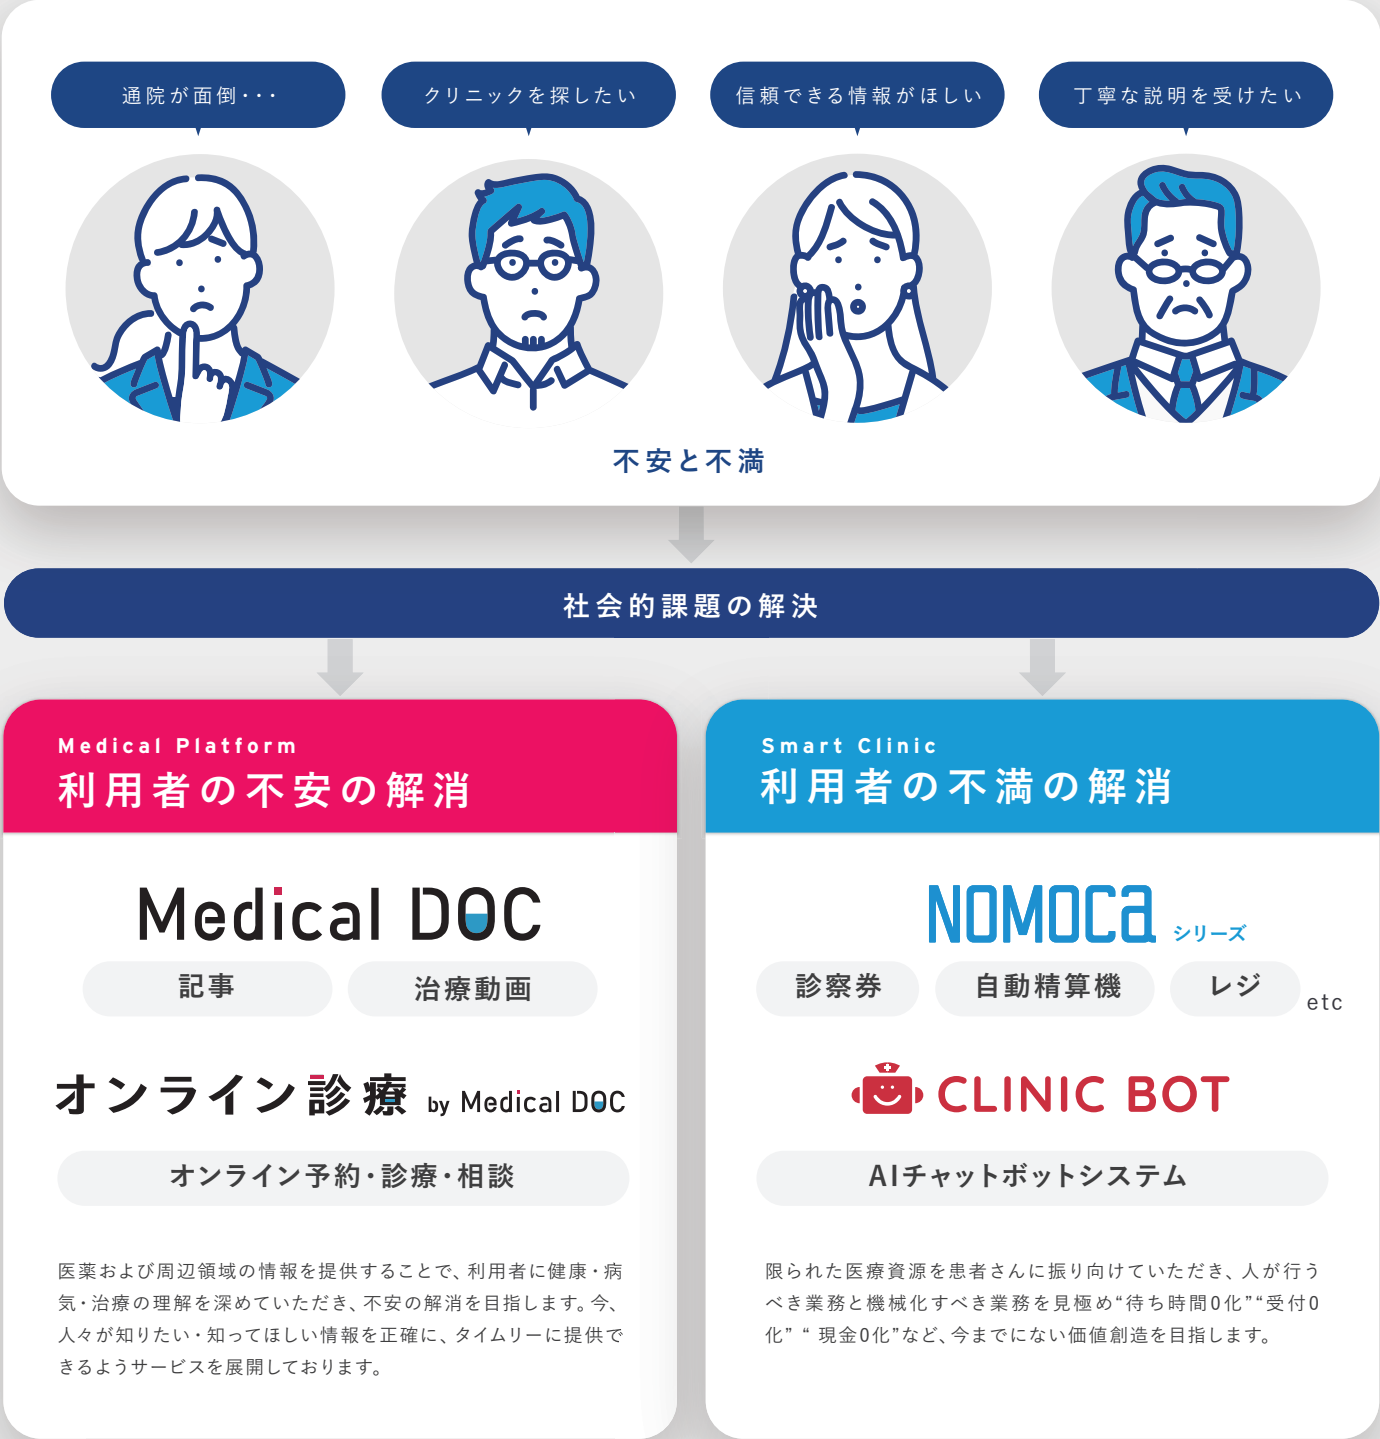 通院が面倒・・・
クリニックを探したい
信頼できる情報がほしい
丁寧な説明を受けたい
不安と不満
社会的課題の解決
Medical Platform
利用者の不安の解消
Medical DOC
記事
治療動画
オンライン診療 by Medical DOC
オンライン予約・診療・相談
医薬および周辺領域の情報を提供することで、利用者に健康・病
気・治療の理解を深めていただき、不安の解消を目指します。今、
人々が知りたい・知ってほしい情報を正確に、タイムリーに提供で
きるようサービスを展開しております。
Smart Clinic
利用者の不満の解消
NOMOCa シリーズ
診察券
自動精算機
レジ
etc
CLINIC BOT
AIチャットボットシステム
限られた医療資源を患者さんに振り向けていただき、人が行う
べき業務と機械化すべき業務を見極め“待ち時間0化”“受付0
化” “ 現金0化”など、今までにない価値創造を目指します。